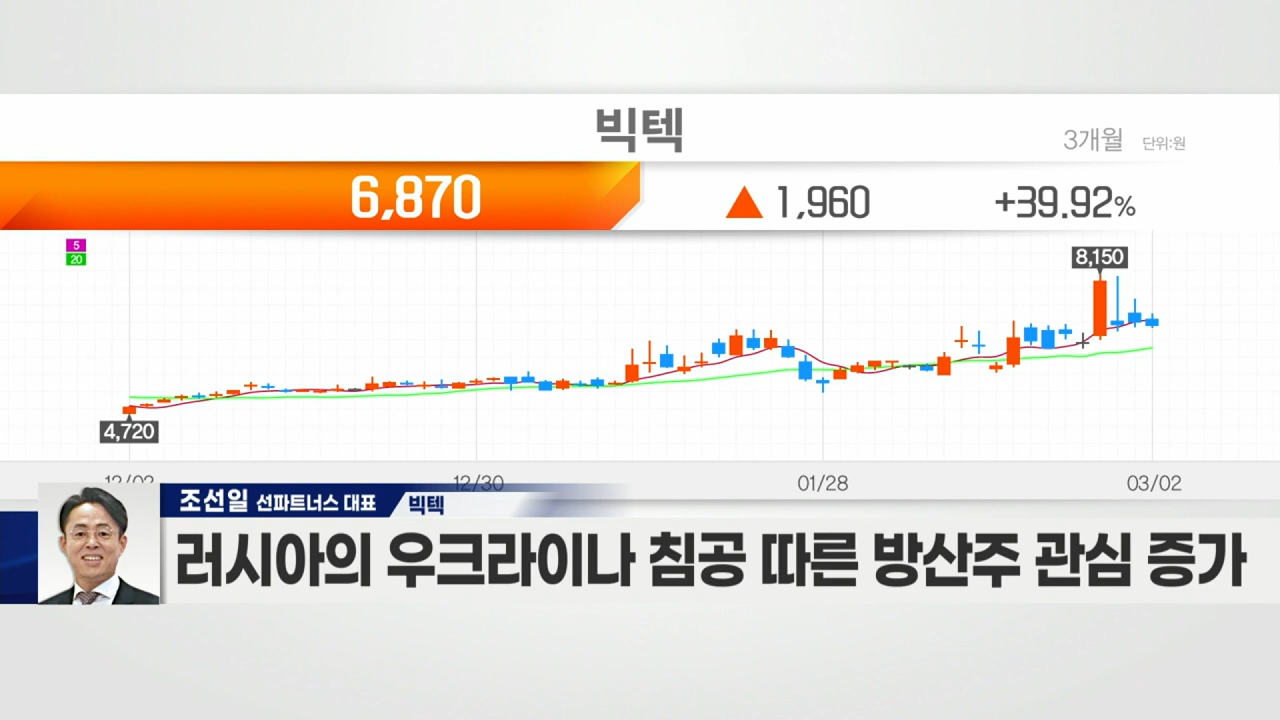 빅텍
3개월 단위:원
6,870 ▲ 1,960 +39.92%
5
20
8,150
4,720
12/02 12/30 01/28 03/02
조선일 선파트너스 대표 빅텍
러시아의 우크라이나 침공 따른 방산주 관심 증가